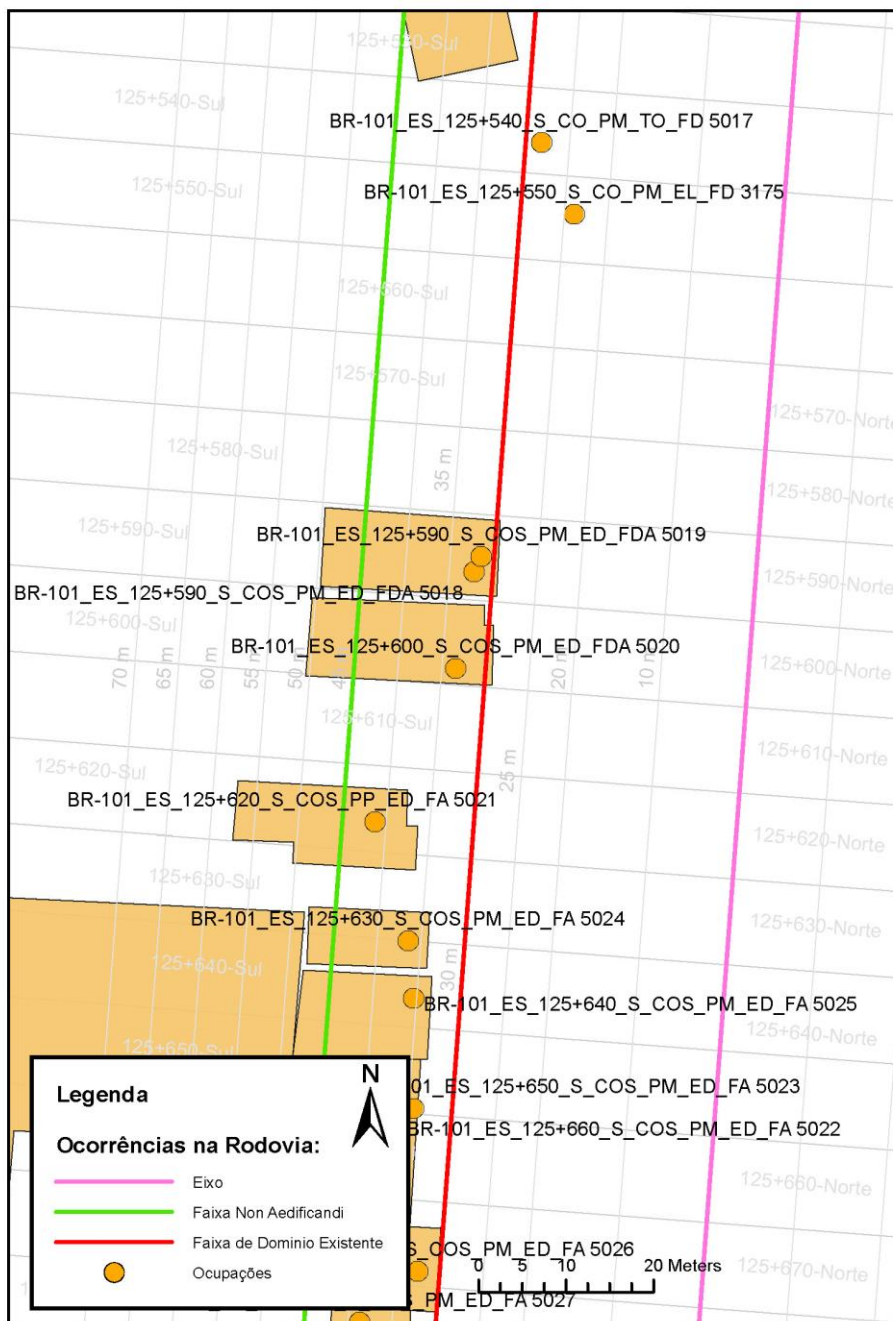 125+530-Sul
125+540-Sul
BR-101_ES_125+540_S_CO_PM_TO_FD 5017
125+550-Sul
BR-101_ES_125+550_S_CO_PM_EL_FD 3175
125+560-Sul
125+570-Sul
125+570-Norte
125+580-Sul
35 m
125+580-Norte
125+590-Sul
BR-101_ES_125+590_S_COS_PM_ED_FDA 5019
125+590-Norte
BR-101_ES_125+590_S_COS_PM_ED_FDA 5018
125+600-Sul
BR-101_ES_125+600_S_COS_PM_ED_FDA 5020
125+600-Norte
70 m
65 m
60 m
55 m
50 m
20 m
10 m
125+610-Sul
125+610-Norte
125+620-Sul
25 m
BR-101_ES_125+620_S_COS_PP_ED_FA 5021
125+620-Norte
125+630-Sul
BR-101_ES_125+630_S_COS_PM_ED_FA 5024
125+630-Norte
125+640-Sul
30 m
BR-101_ES_125+640_S_COS_PM_ED_FA 5025
125+640-Norte
125+650-Sul
01_ES_125+650_S_COS_PM_ED_FA 5023
BR-101_ES_125+660_S_COS_PM_ED_FA 5022
125+660-Norte
S_COS_PM_ED_FA 5026
125+670-Norte
PM_ED_FA 5027
Legenda
N
Ocorrências na Rodovia:
Eixo
Faixa Non Aedificandi
Faixa de Dominio Existente
Ocupações
0 5 10 20 Meters